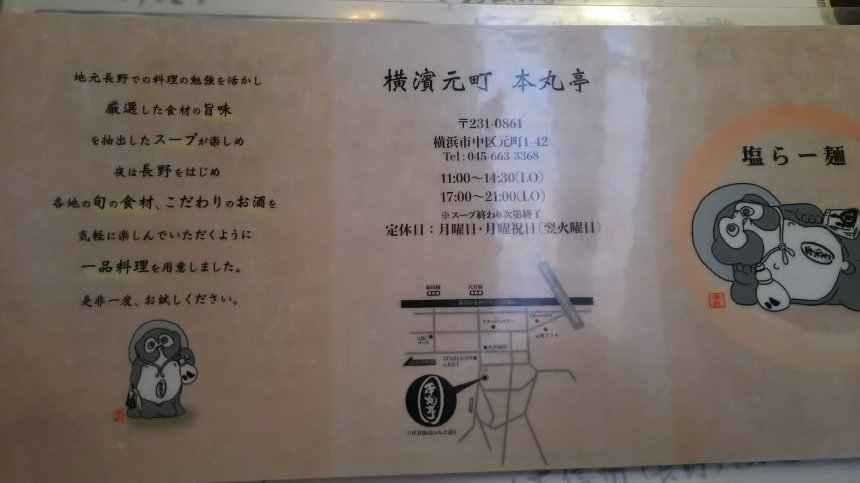 地元長野での料理の勉強を活かし
厳選した食材の旨味
を抽出したスープが楽しめ
夜は長野をはじめ
各地の旬の食材、こだわりのお酒を
気軽に楽しんでいただくように
一品料理を用意しました。
是非一度、お試しください。
横濱元町 本丸亭
〒231-0861
横浜市中区元町1-42
Tel : 045-663-3368
11:00～14:30(LO)
17:00～21:00(LO)
※スープ終わり次第終了
定休日：月曜日・月曜祝日(翌火曜日)
STARLIGHT
GRILL
本丸亭
塩らー麺